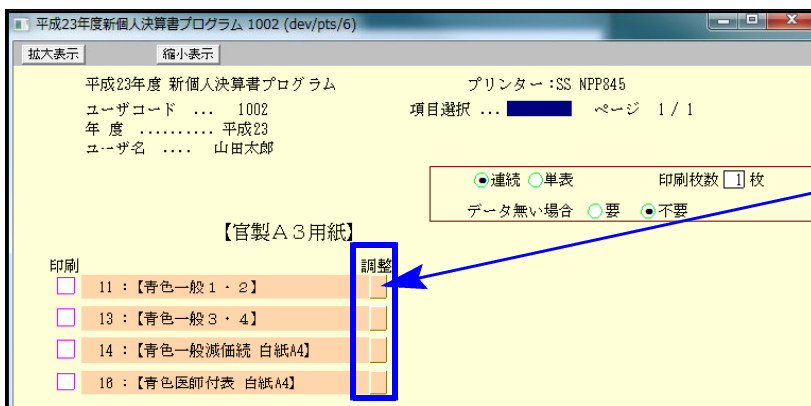 平成23年度新個人決算書プログラム 1002 (dev/pts/6)
拡大表示 縮小表示
平成23年度 新個人決算書プログラム プリンター:SS NPP845
ユーザコード ... 1002 項目選択 ... ページ 1 / 1
年 度 .......... 平成23
ユーザ名 .... 山田太郎
連続 単表 印刷枚数 1 枚
データ無い場合 要 不要
【官製A3用紙】
印刷 調整
11 :【青色一般1・2】
13 :【青色一般3・4】
14 :【青色一般減価続 白紙A4】
16 :【青色医師付表 白紙A4】